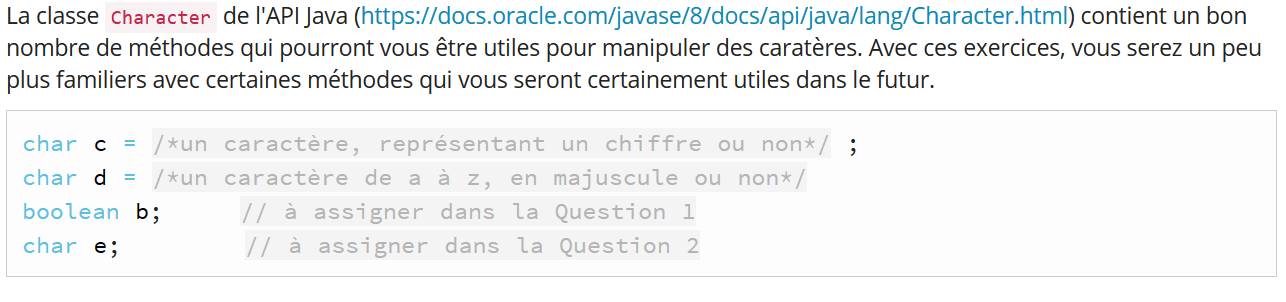 La classe Character de l'API Java (https://docs.oracle.com/javase/8/docs/api/java/lang/Character.html) contient un bon
nombre de méthodes qui pourront vous être utiles pour manipuler des caratères. Avec ces exercices, vous serez un peu
plus familiers avec certaines méthodes qui vous seront certainement utiles dans le futur.
char c = /*un caractère, représentant un chiffre ou non*/ ;
char d = /*un caractère de a à z, en majuscule ou non*/
boolean b;     // à assigner dans la Question 1
char e;        // à assigner dans la Question 2